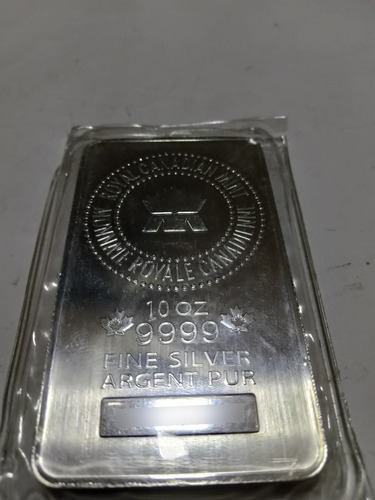 ROYAL CANADIAN MINT
MONNAIE ROYALE CANADIENNE
10 OZ
9999
FINE SILVER
ARGENT PUR